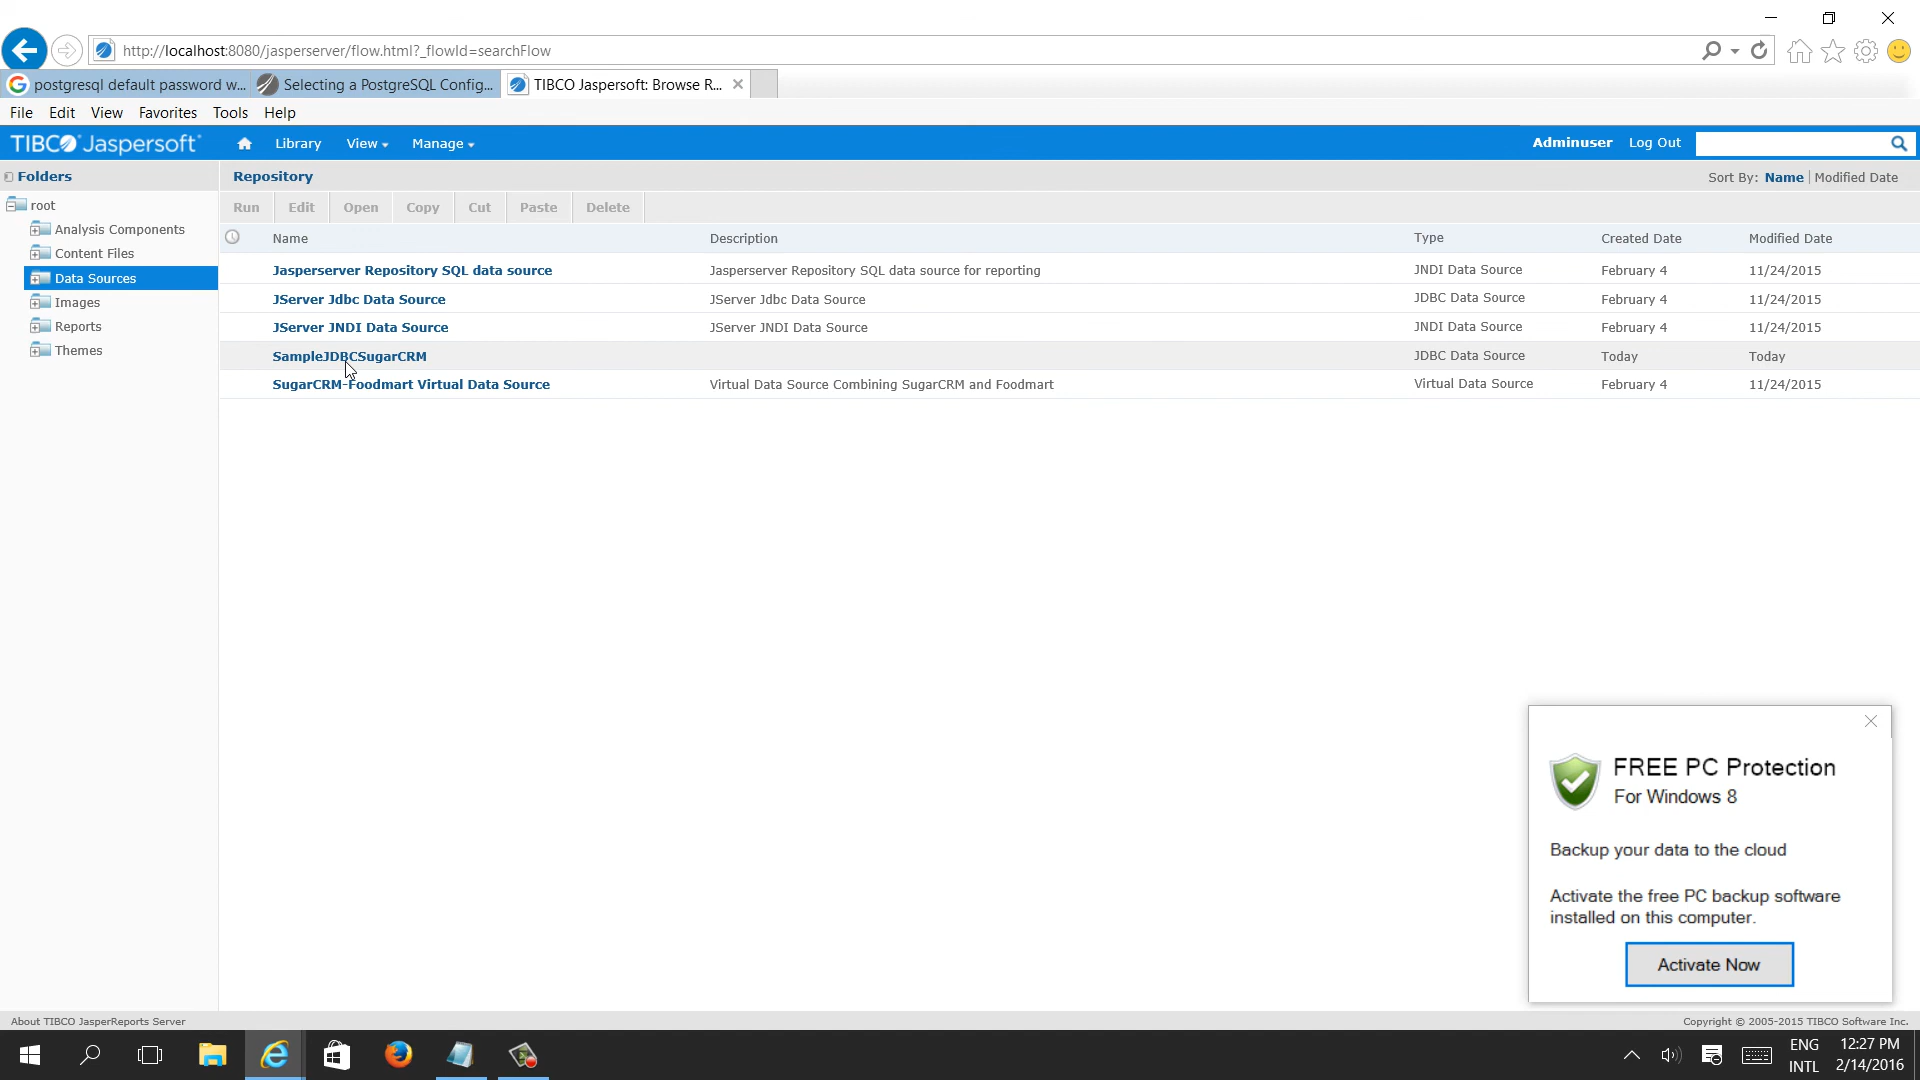 http://localhost:8080/jasperserver/flow.html?_flowId=searchFlow
postgresql default password w... Selecting a PostgreSQL Config... TIBCO Jaspersoft: Browse R...
File Edit View Favorites Tools Help
TIBCO Jaspersoft Library View Manage Adminuser Log Out
Folders
Repository
Sort By: Name | Modified Date
root
Analysis Components
Content Files
Data Sources
Images
Reports
Themes
Run Edit Open Copy Cut Paste Delete
Name Description Type Created Date Modified Date
Jasperserver Repository SQL data source Jasperserver Repository SQL data source for reporting JNDI Data Source February 4 11/24/2015
JServer Jdbc Data Source JServer Jdbc Data Source JDBC Data Source February 4 11/24/2015
JServer JNDI Data Source JServer JNDI Data Source JNDI Data Source February 4 11/24/2015
SampleJDBCSugarCRM JDBC Data Source Today Today
SugarCRM-Foodmart Virtual Data Source Virtual Data Source Combining SugarCRM and Foodmart Virtual Data Source February 4 11/24/2015
FREE PC Protection
For Windows 8
Backup your data to the cloud
Activate the free PC backup software
installed on this computer.
Activate Now
About TIBCO JasperReports Server Copyright © 2005-2015 TIBCO Software Inc.
ENG 12:27 PM
INTL 2/14/2016